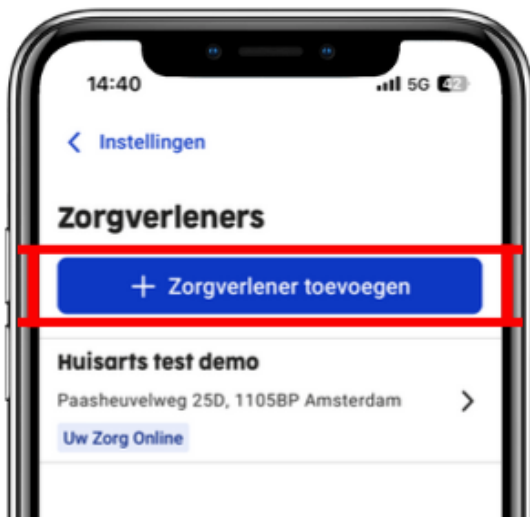 14:40
5G 42
Instellingen
Zorgverleners
+ Zorgverlener toevoegen
Huisarts test demo
Paasheuvelweg 25D, 1105BP Amsterdam
Uw Zorg Online